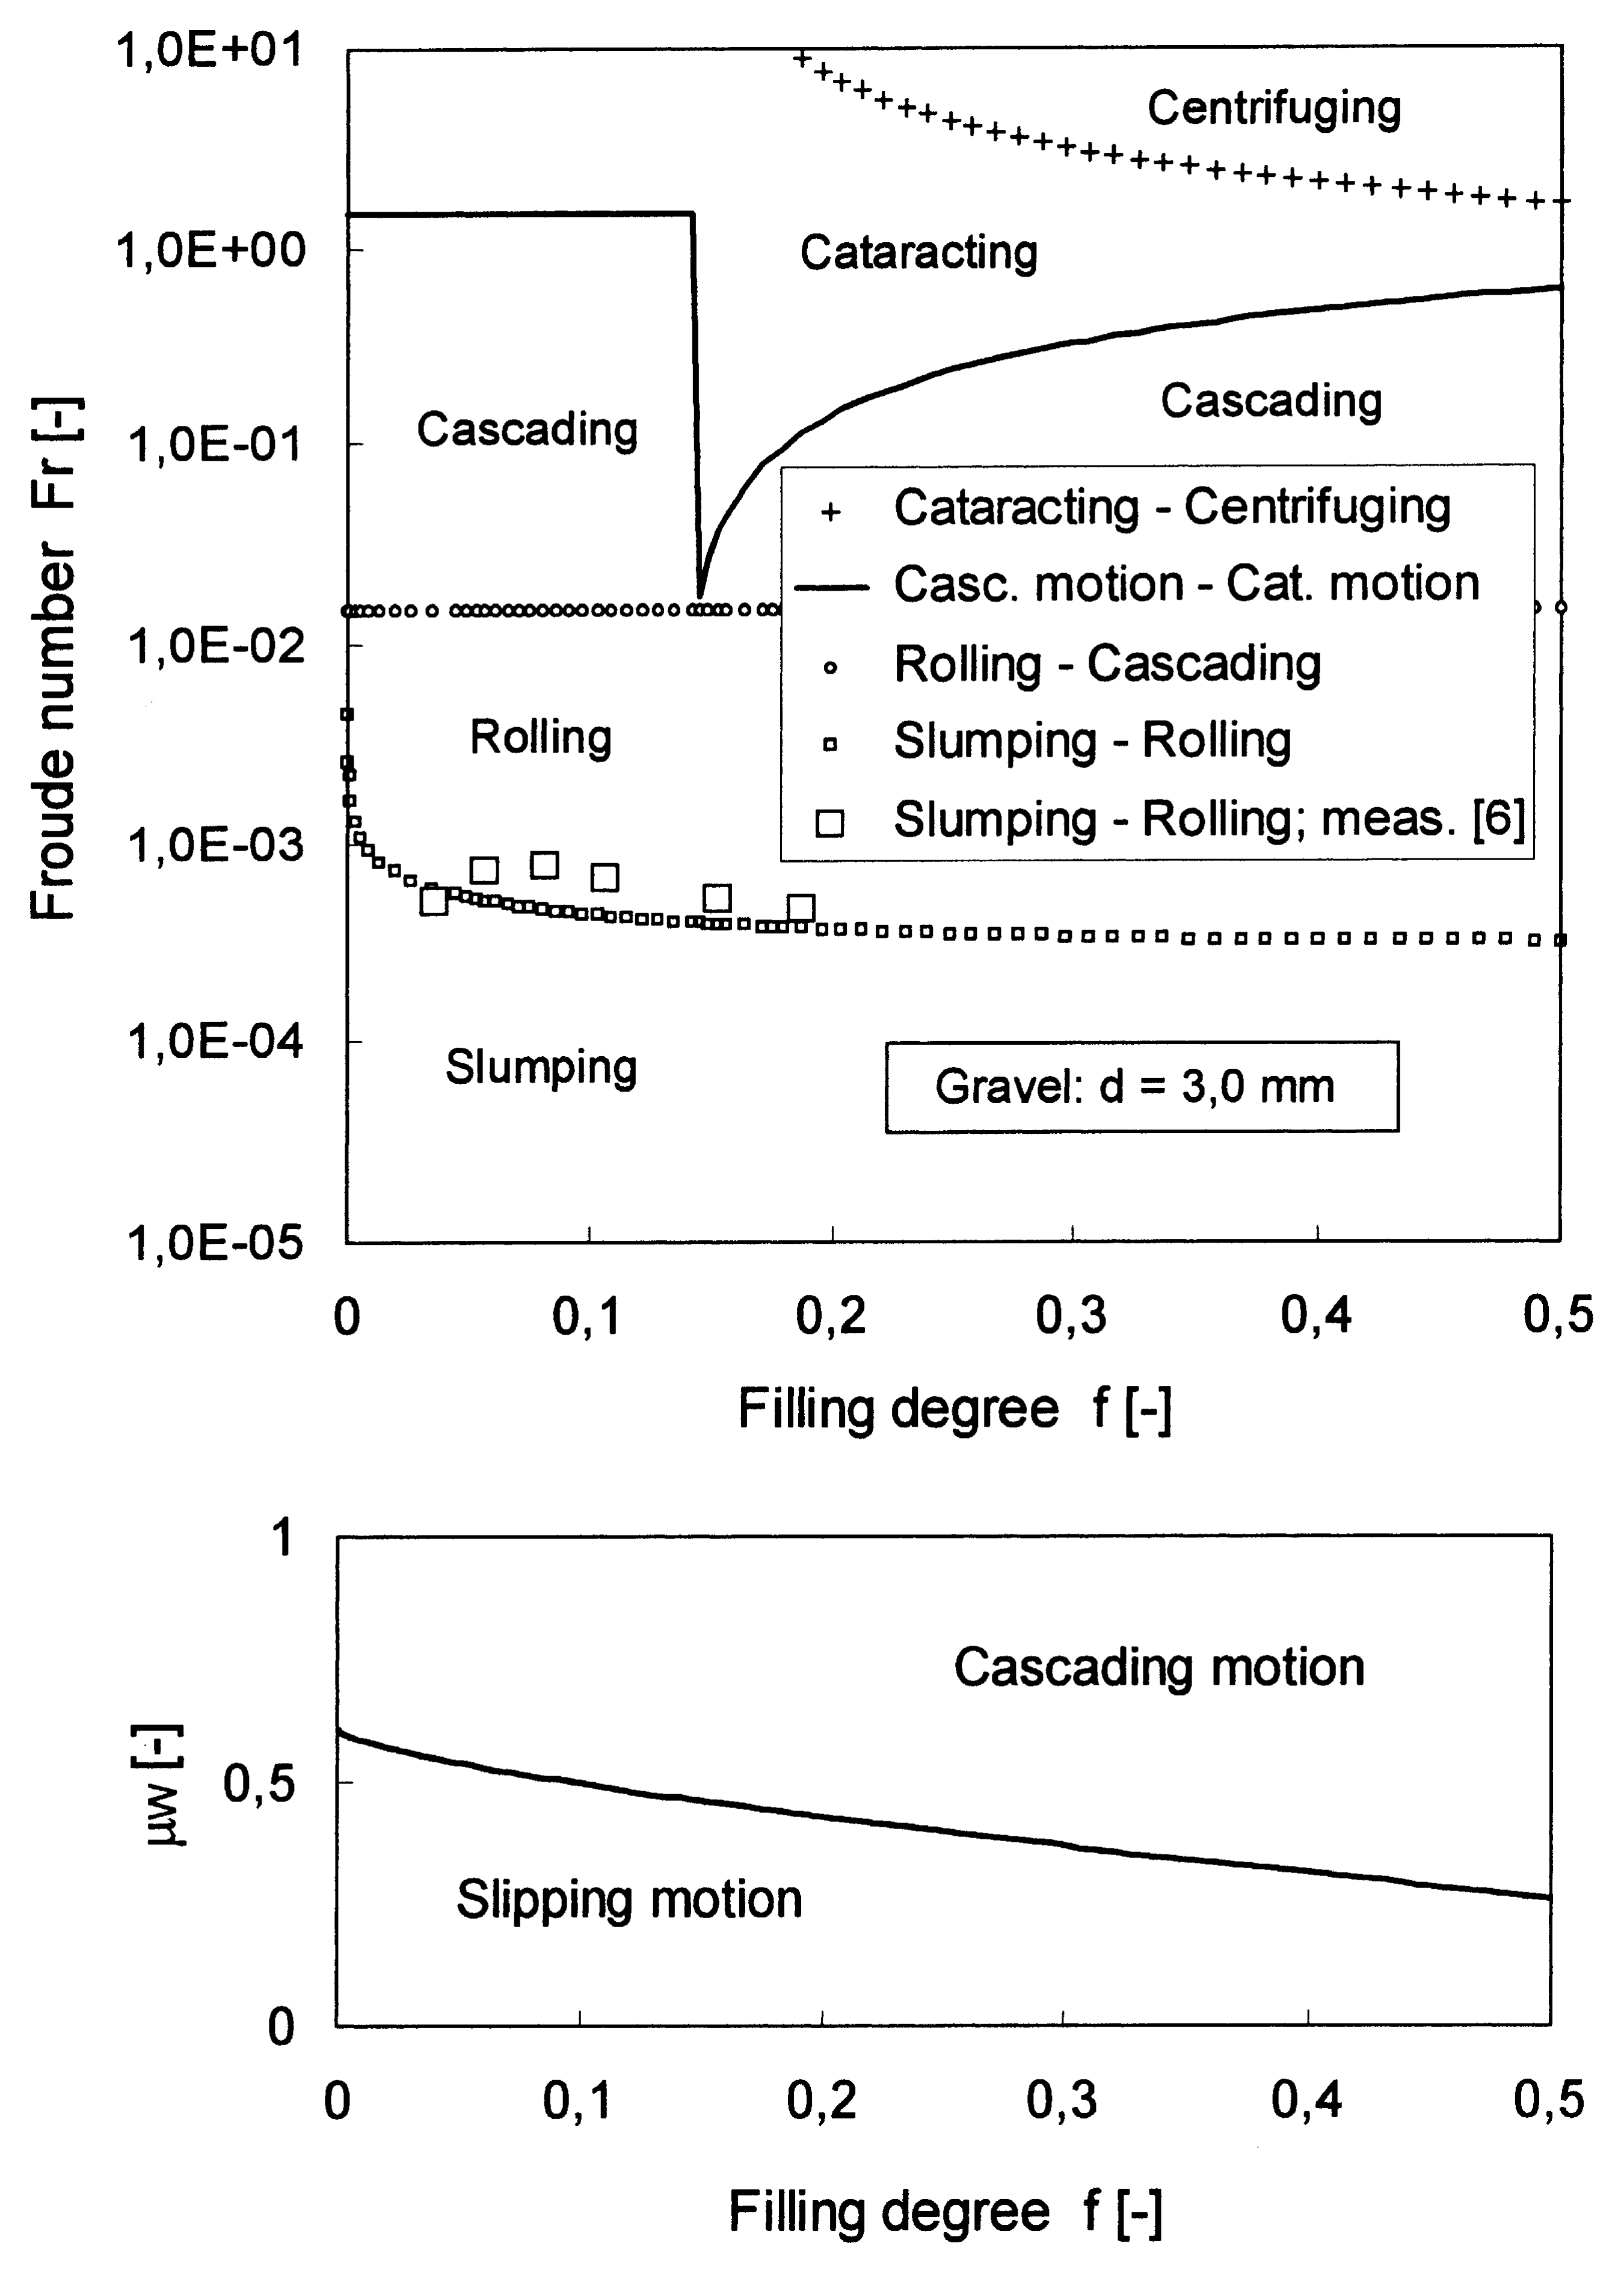 1,0E+01
Centrifuging
1,0E+00
Cataracting
Cascading
Cascading
1,0E-01
Cataracting - Centrifuging
Casc. motion - Cat. motion
Rolling - Cascading
Slumping - Rolling
Slumping - Rolling; meas. [6]
1,0E-02
Rolling
1,0E-03
Froude number Fr [-]
1,0E-04
Slumping
Gravel: d = 3,0 mm
1,0E-05
0 0,1 0,2 0,3 0,4 0,5
Filling degree f [-]
1
Cascading motion
µw [-]
0,5
Slipping motion
0
0 0,1 0,2 0,3 0,4 0,5
Filling degree f [-]